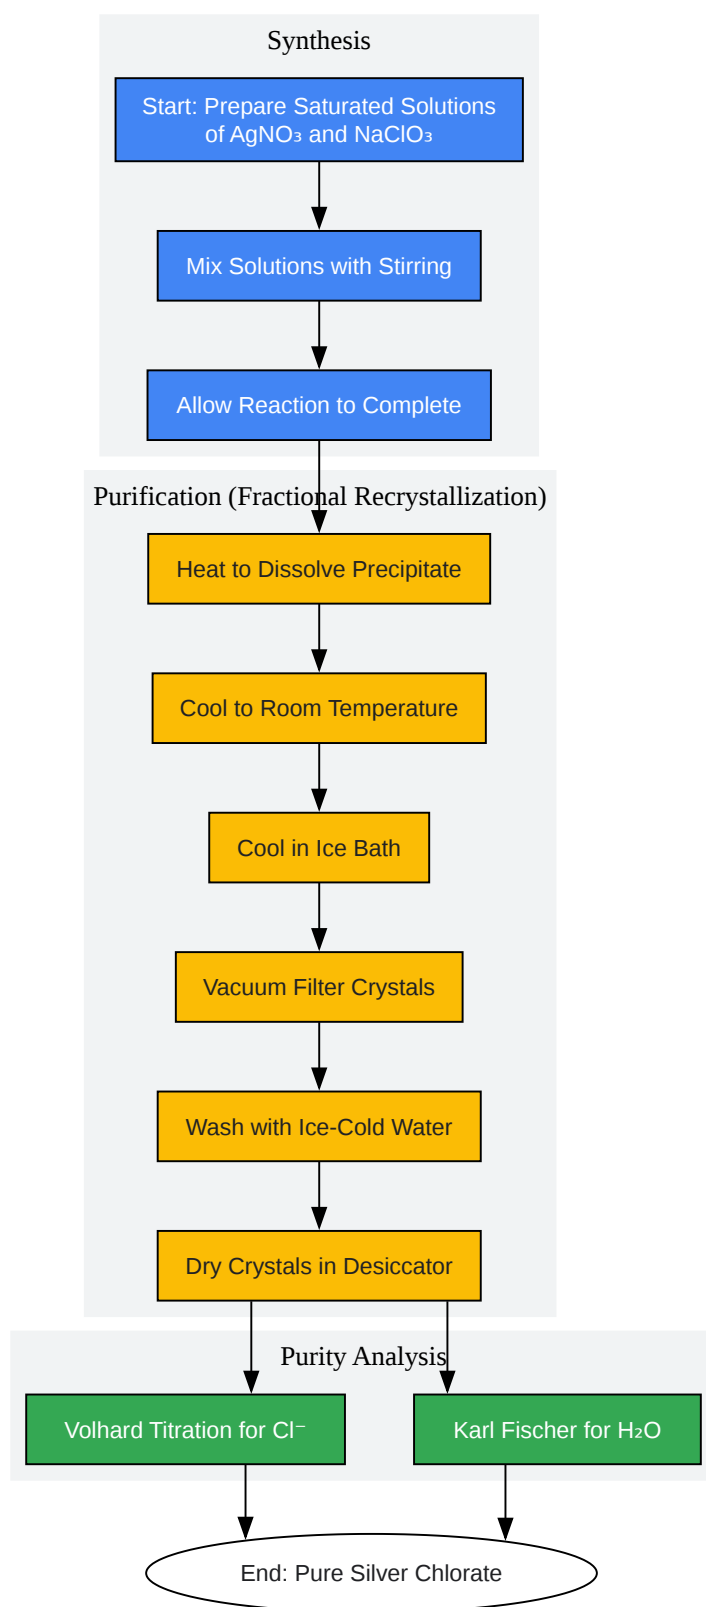 Synthesis
Start: Prepare Saturated Solutions
of AgNO₃ and NaClO₃
Mix Solutions with Stirring
Allow Reaction to Complete
Purification (Fractional Recrystallization)
Heat to Dissolve Precipitate
Cool to Room Temperature
Cool in Ice Bath
Vacuum Filter Crystals
Wash with Ice-Cold Water
Dry Crystals in Desiccator
Purity Analysis
Volhard Titration for Cl⁻
Karl Fischer for H₂O
End: Pure Silver Chlorate